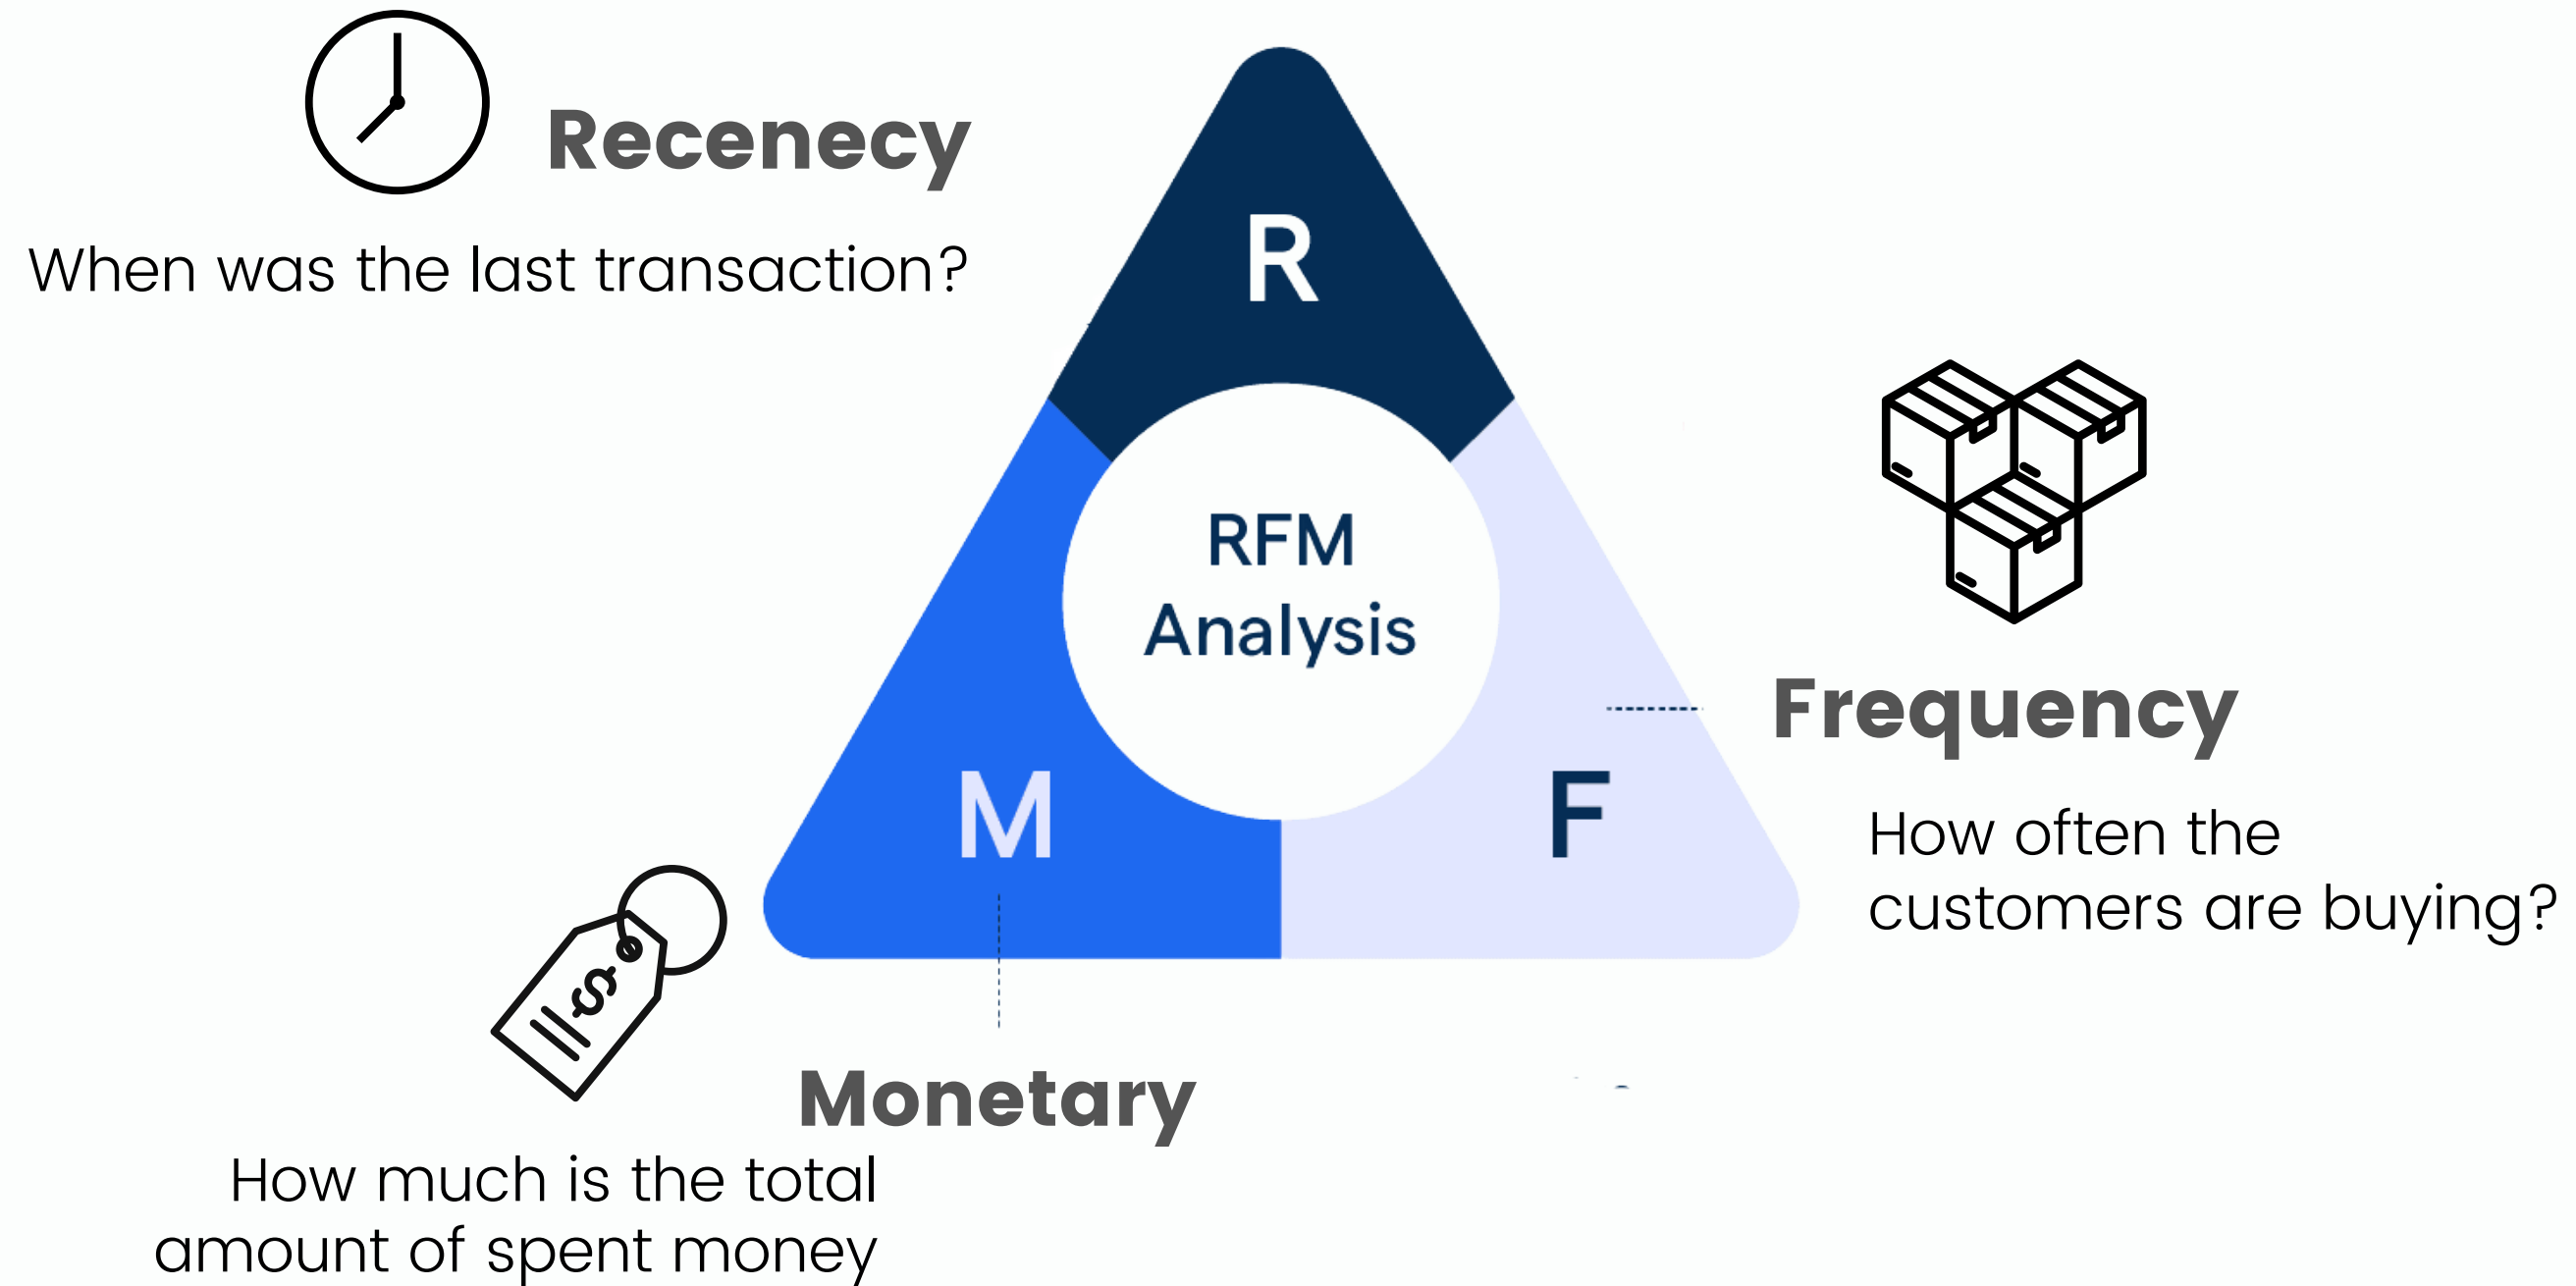 Recenecy
When was the last transaction?
R
RFM
Analysis
M
F
Frequency
How often the
customers are buying?
$
Monetary
How much is the total
amount of spent money